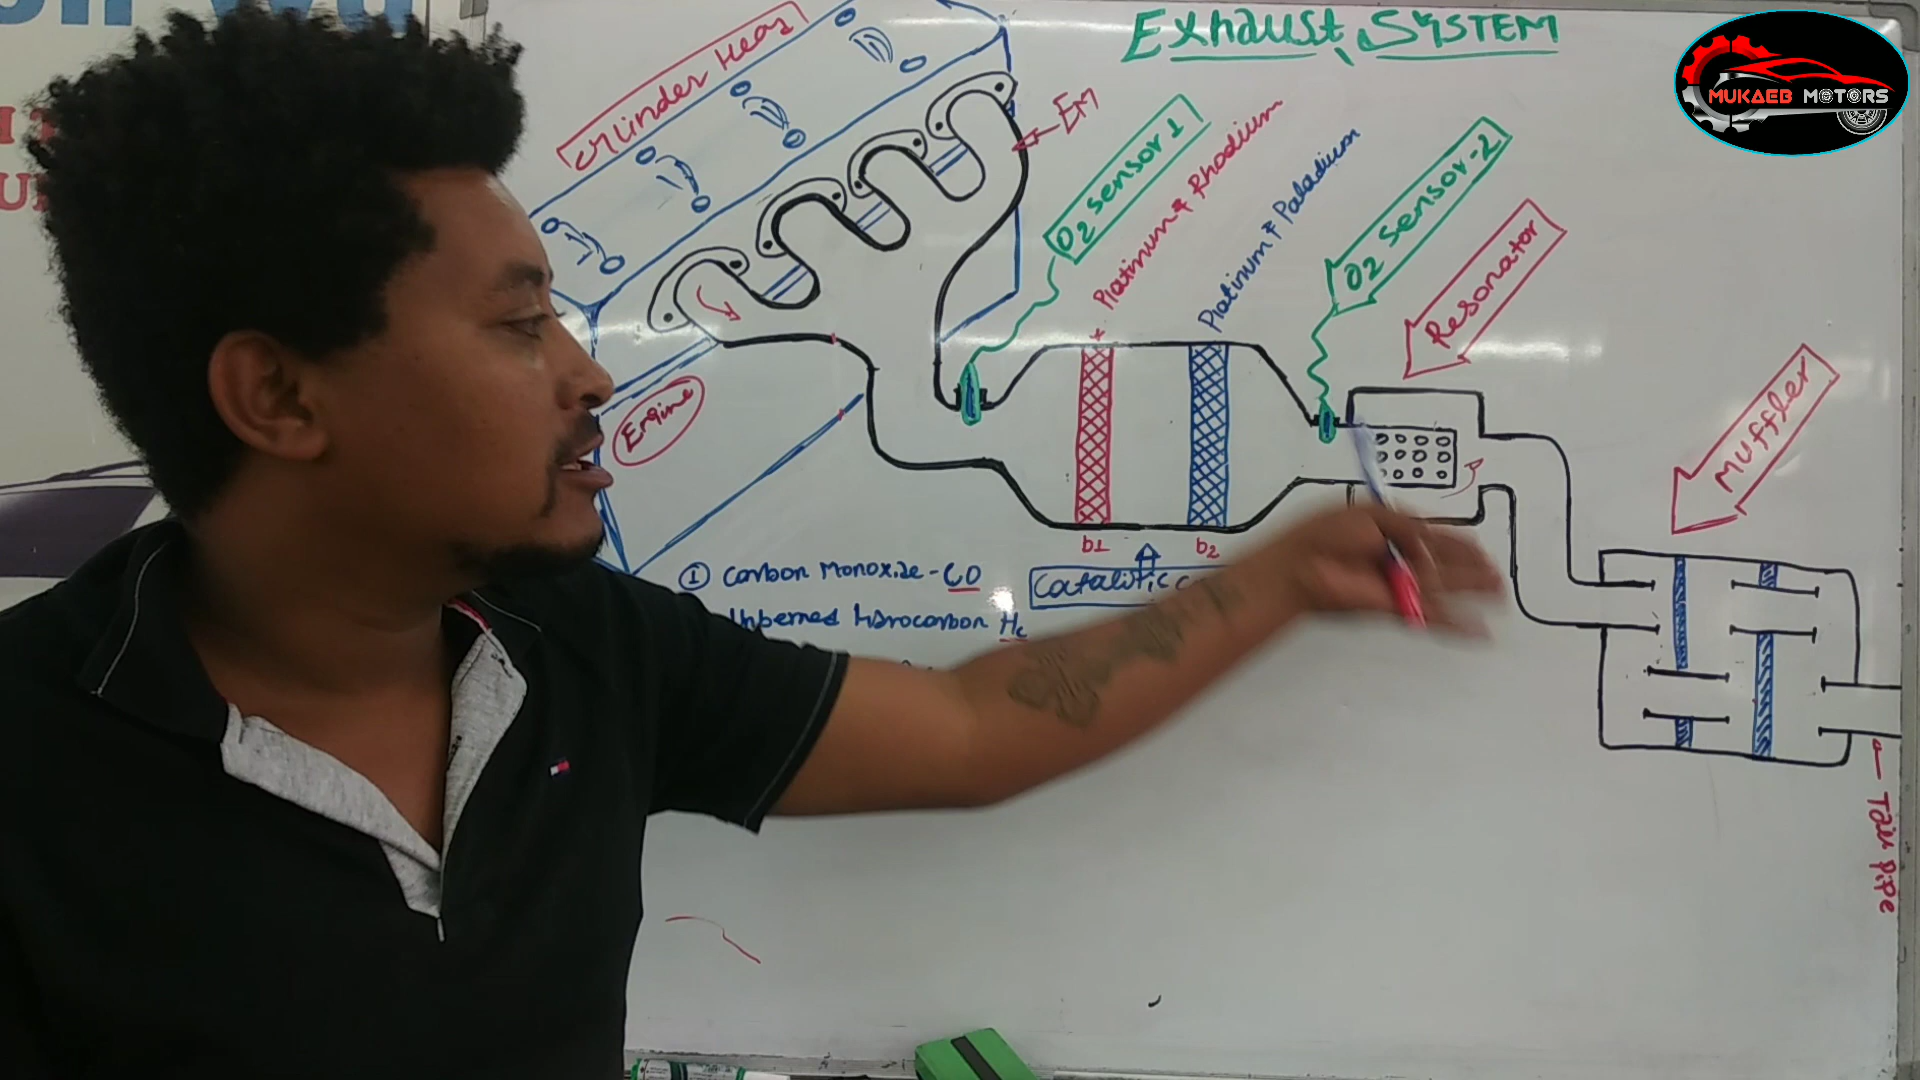 Exhaust SYSTEM
MUKAEB MOTORS
Cylinder Head
EM
O2 sensor 1
Platinum & Rhodium
Platinum & Paladium
O2 sensor-2
Resonator
Muffler
Engine
b1
b2
① Carbon Monoxide - CO
Catalitic C
Unberned Hidrocarbon Hc
Tail pipe